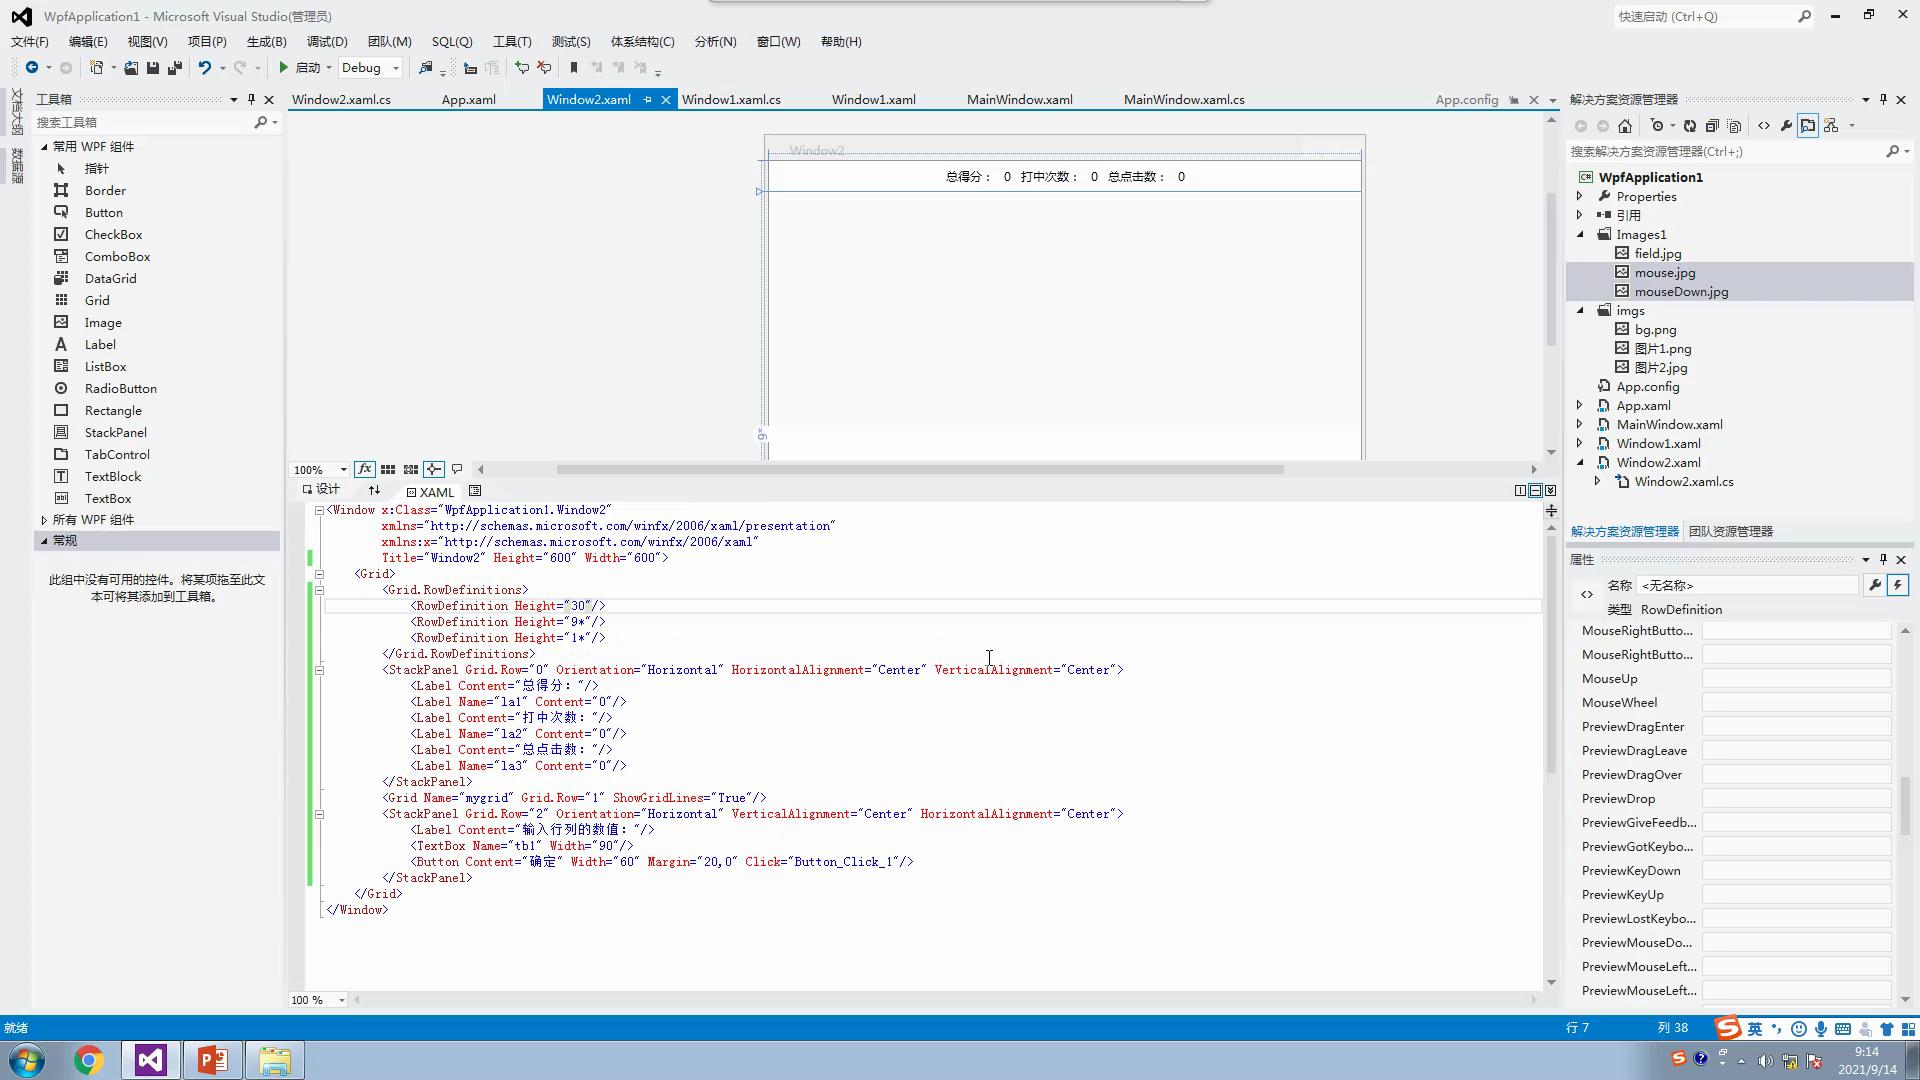 WpfApplication1 - Microsoft Visual Studio(管理员)
快速启动 (Ctrl+Q)
文件(F) 编辑(E) 视图(V) 项目(P) 生成(B) 调试(D) 团队(M) SQL(Q) 工具(T) 测试(S) 体系结构(C) 分析(N) 窗口(W) 帮助(H)
启动 Debug
文档大纲
数据源
工具箱
搜索工具箱
常用 WPF 组件
指针
Border
Button
CheckBox
ComboBox
DataGrid
Grid
Image
Label
ListBox
RadioButton
Rectangle
StackPanel
TabControl
TextBlock
TextBox
所有 WPF 组件
常规
此组中没有可用的控件。将某项拖至此文
本可将其添加到工具箱。
Window2.xaml.cs App.xaml Window2.xaml Window1.xaml.cs Window1.xaml MainWindow.xaml MainWindow.xaml.cs App.config
Window2
总得分： 0 打中次数： 0 总点击数： 0
9*
100%
设计 XAML
<Window x:Class="WpfApplication1.Window2"
xmlns="http://schemas.microsoft.com/winfx/2006/xaml/presentation"
xmlns:x="http://schemas.microsoft.com/winfx/2006/xaml"
Title="Window2" Height="600" Width="600">
<Grid>
<Grid.RowDefinitions>
<RowDefinition Height="30"/>
<RowDefinition Height="9*"/>
<RowDefinition Height="1*"/>
</Grid.RowDefinitions>
<StackPanel Grid.Row="0" Orientation="Horizontal" HorizontalAlignment="Center" VerticalAlignment="Center">
<Label Content="总得分："/>
<Label Name="la1" Content="0"/>
<Label Content="打中次数："/>
<Label Name="la2" Content="0"/>
<Label Content="总点击数："/>
<Label Name="la3" Content="0"/>
</StackPanel>
<Grid Name="mygrid" Grid.Row="1" ShowGridLines="True"/>
<StackPanel Grid.Row="2" Orientation="Horizontal" VerticalAlignment="Center" HorizontalAlignment="Center">
<Label Content="输入行列的数值："/>
<TextBox Name="tb1" Width="90"/>
<Button Content="确定" Width="60" Margin="20,0" Click="Button_Click_1"/>
</StackPanel>
</Grid>
</Window>
100 %
解决方案资源管理器
搜索解决方案资源管理器(Ctrl+;)
WpfApplication1
Properties
引用
Images1
field.jpg
mouse.jpg
mouseDown.jpg
imgs
bg.png
图片1.png
图片2.jpg
App.config
App.xaml
MainWindow.xaml
Window1.xaml
Window2.xaml
Window2.xaml.cs
解决方案资源管理器 团队资源管理器
属性
名称 <无名称>
类型 RowDefinition
MouseRightButto...
MouseRightButto...
MouseUp
MouseWheel
PreviewDragEnter
PreviewDragLeave
PreviewDragOver
PreviewDrop
PreviewGiveFeedb...
PreviewGotKeybo...
PreviewKeyDown
PreviewKeyUp
PreviewLostKeybo...
PreviewMouseDo...
PreviewMouseLeft...
PreviewMouseLeft...
就绪 行 7 列 38 英
9:14
2021/9/14